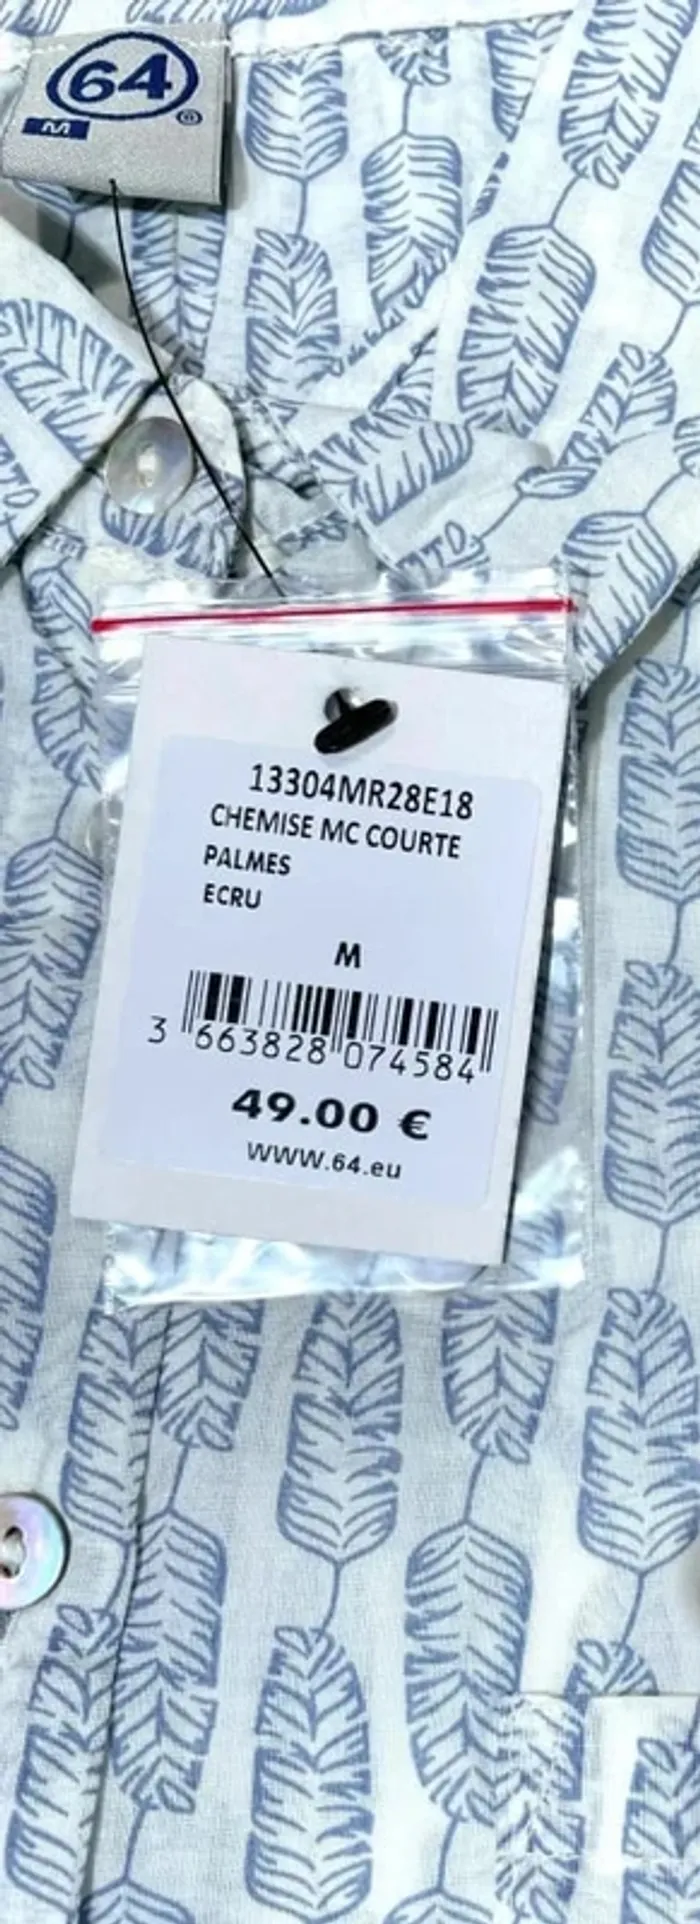 64
®
M
13304MR28E18
CHEMISE MC COURTE
PALMES
ECRU
M
3 663828 074584
49.00 €
WWW.64.eu